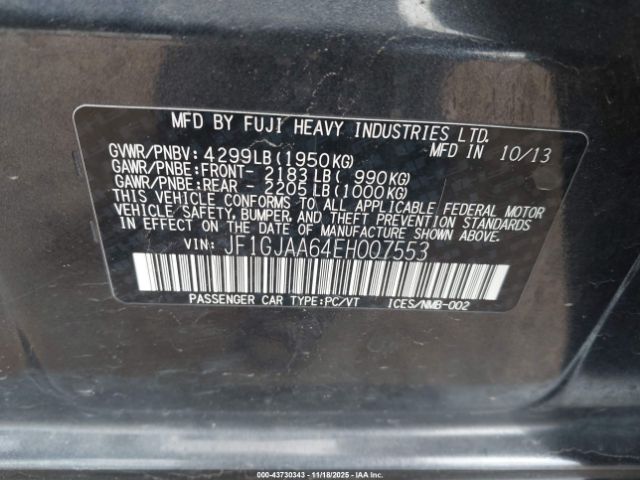 MFD BY FUJI HEAVY INDUSTRIES LTD.
GVWR/PNBV: 4299LB(1950KG) MFD IN 10/13
GAWR/PNBE:FRONT- 2183LB( 990KG)
GAWR/PNBE:REAR - 2205LB(1000KG)
THIS VEHICLE CONFORMS TO ALL APPLICABLE FEDERAL MOTOR
VEHICLE,SAFETY, BUMPER, AND THEFT PREVENTION STANDARDS
IN EFFECT ON THE DATE OF MANUFACTURE SHOWN ABOVE.
VIN: JF1GJAA64EH007553
PASSENGER CAR TYPE:PC/VT ICES/NMB-002
© - 43730343 - 11/18/2025 - IAA Inc.